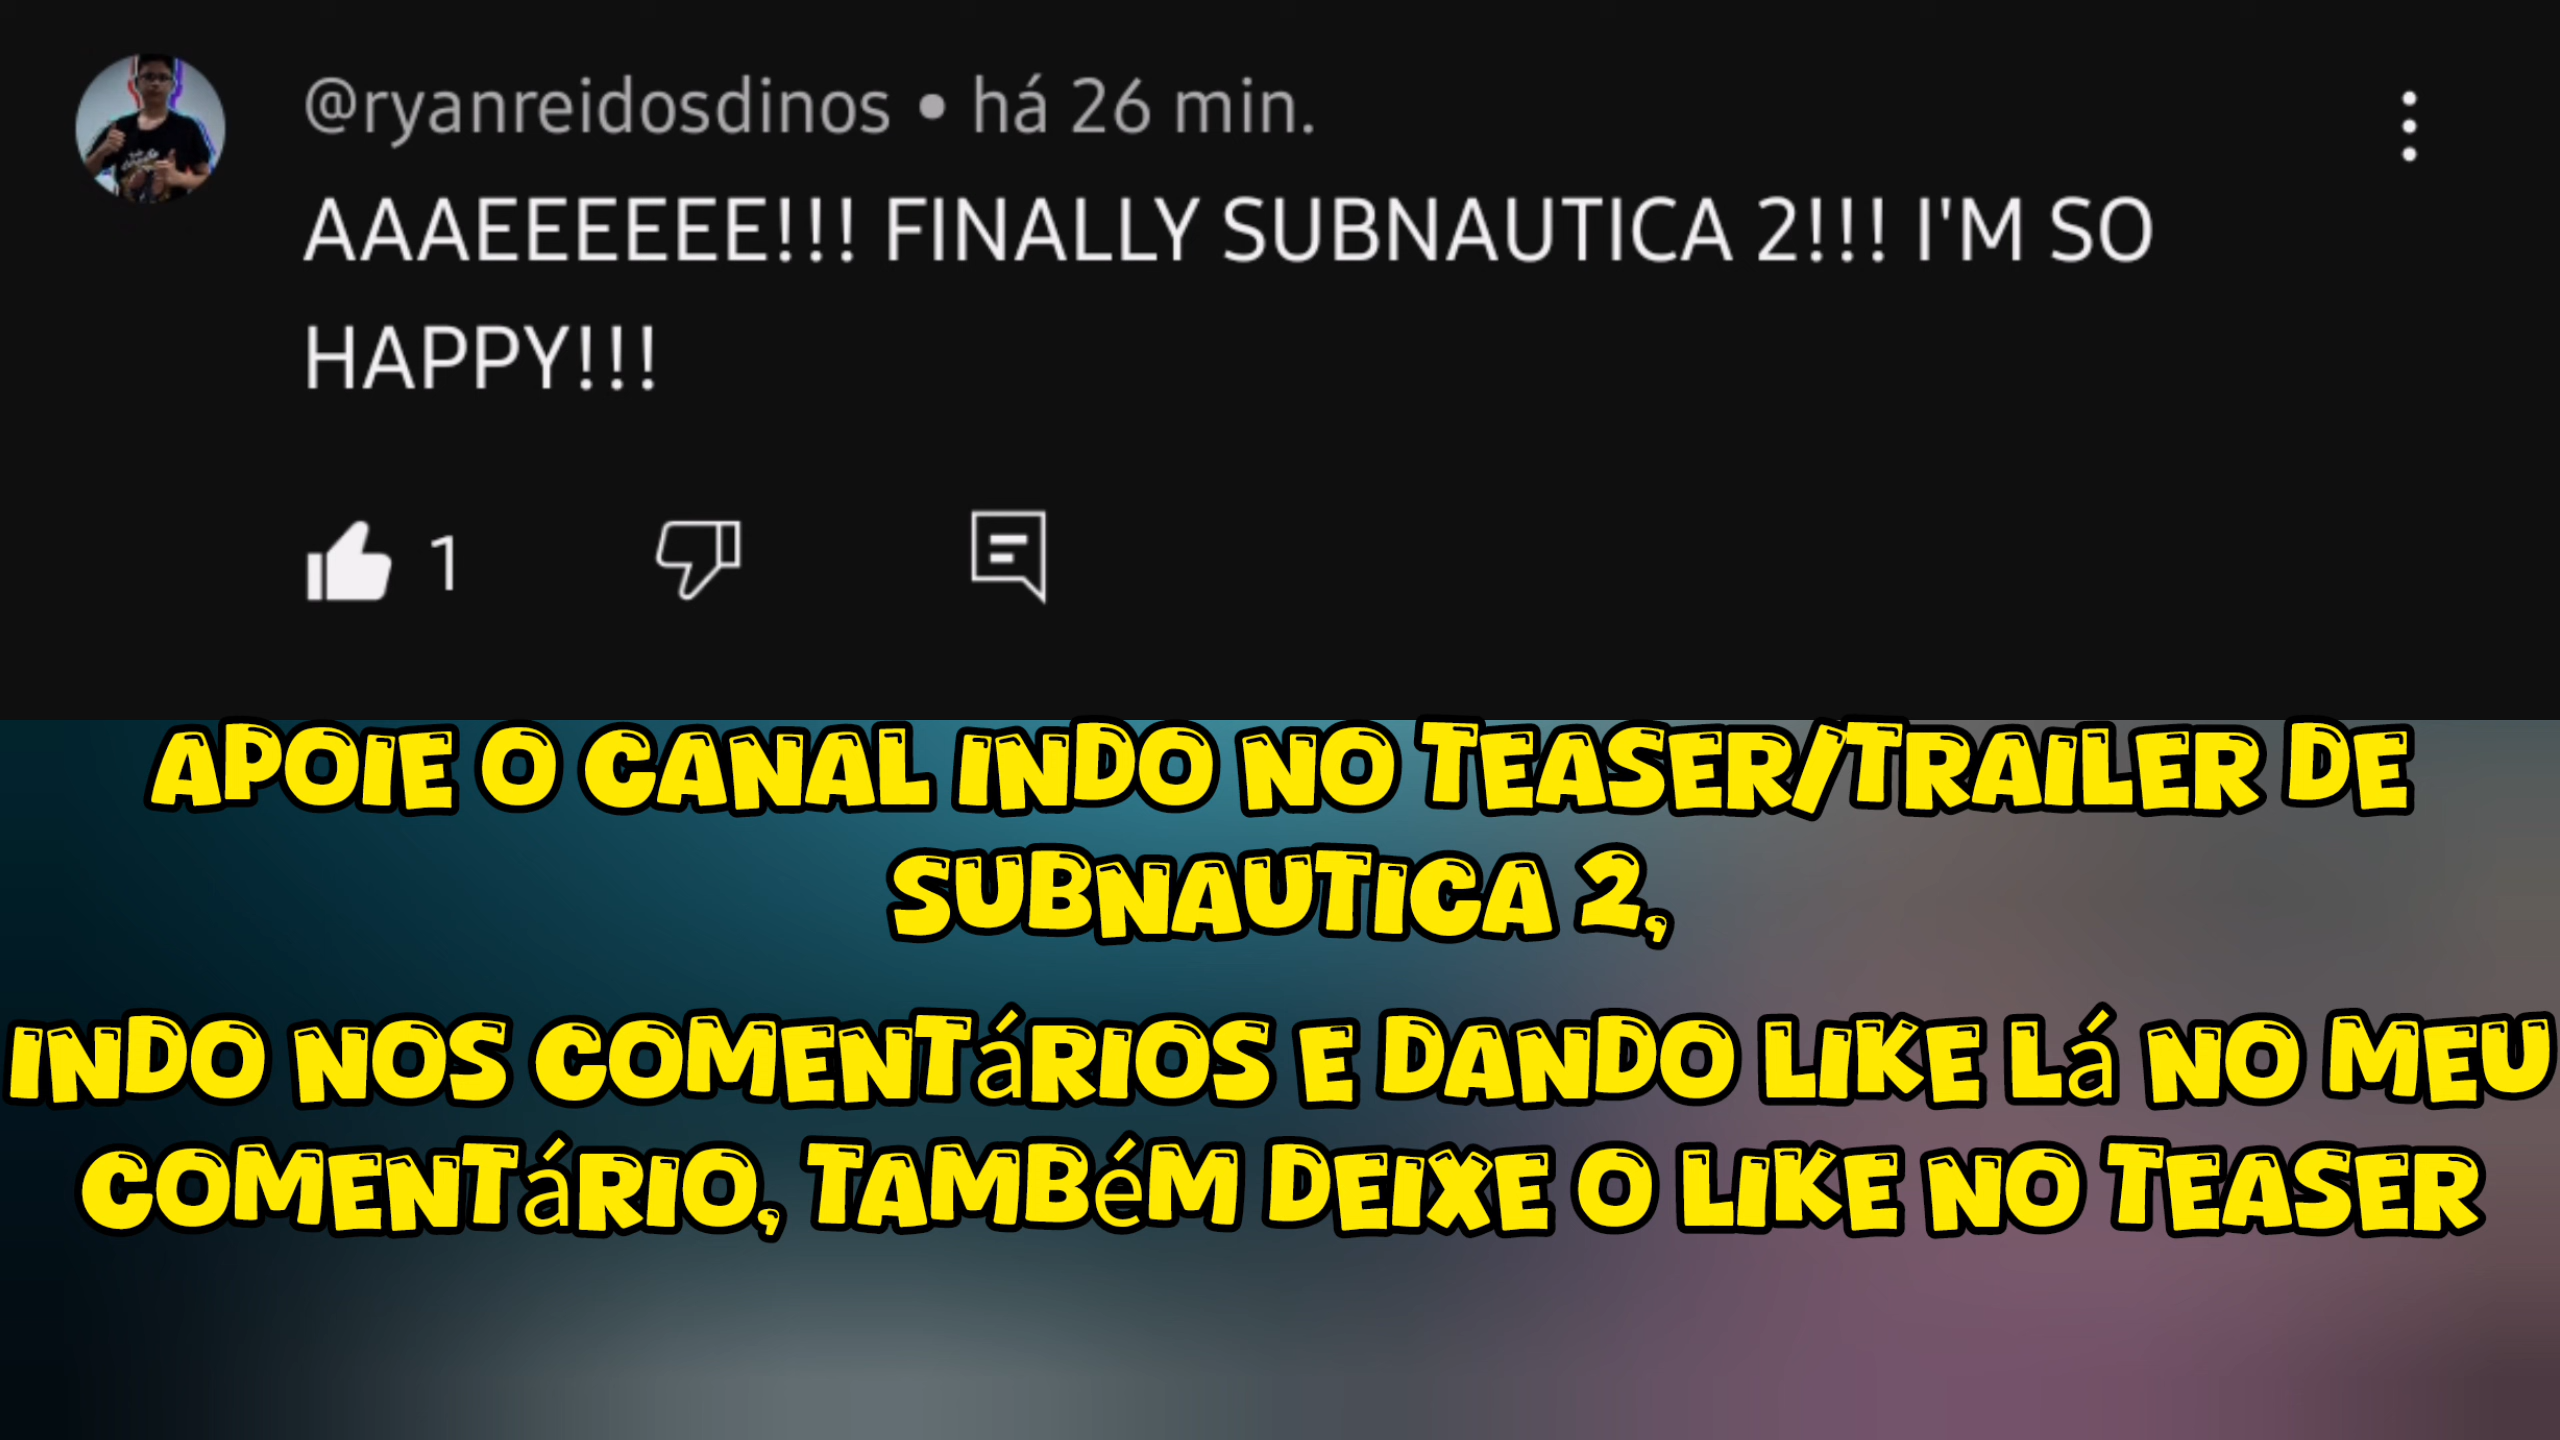 @ryanreidosdinos • há 26 min.
AAAEEEEEE!!! FINALLY SUBNAUTICA 2!!! I'M SO
HAPPY!!!
1
APOIE O CANAL INDO NO TEASER/TRAILER DE
SUBNAUTICA 2,
INDO NOS COMENTáRIOS E DANDO LIKE Lá NO MEU
COMENTáRIO, TAMBéM DEIXE O LIKE NO TEASER